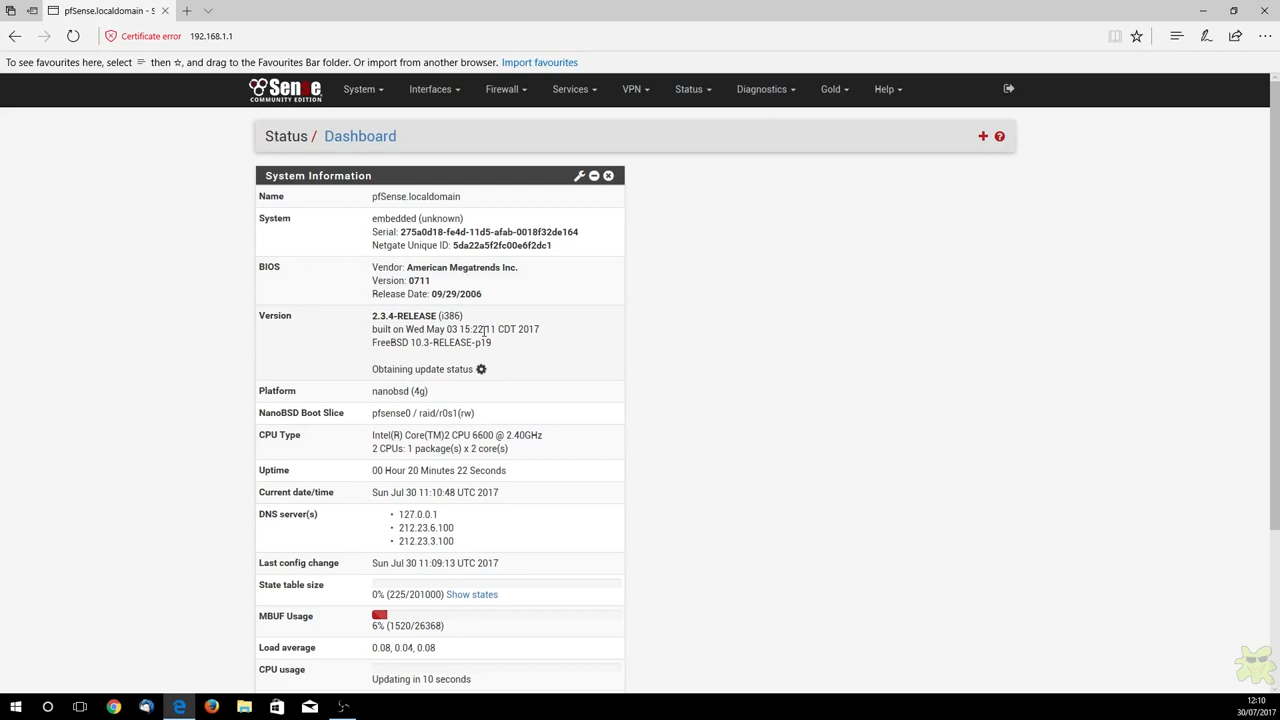 pfSense.localdomain - S
Certificate error
192.168.1.1
To see favourites here, select then ☆, and drag to the Favourites Bar folder. Or import from another browser. Import favourites
Sense
COMMUNITY EDITION
System
Interfaces
Firewall
Services
VPN
Status
Diagnostics
Gold
Help
Status / Dashboard
System Information
Name pfSense.localdomain
System embedded (unknown)
Serial: 275a0d18-fe4d-11d5-afab-0018f32de164
Netgate Unique ID: 5da22a5f2fc00e6f2dc1
BIOS Vendor: American Megatrends Inc.
Version: 0711
Release Date: 09/29/2006
Version 2.3.4-RELEASE (i386)
built on Wed May 03 15:22:11 CDT 2017
FreeBSD 10.3-RELEASE-p19
Obtaining update status
Platform nanobsd (4g)
NanoBSD Boot Slice pfsense0 / raid/r0s1(rw)
CPU Type Intel(R) Core(TM)2 CPU 6600 @ 2.40GHz
2 CPUs: 1 package(s) x 2 core(s)
Uptime 00 Hour 20 Minutes 22 Seconds
Current date/time Sun Jul 30 11:10:48 UTC 2017
DNS server(s) • 127.0.0.1
• 212.23.6.100
• 212.23.3.100
Last config change Sun Jul 30 11:09:13 UTC 2017
State table size
0% (225/201000) Show states
MBUF Usage
6% (1520/26368)
Load average 0.08, 0.04, 0.08
CPU usage
Updating in 10 seconds
12:10
30/07/2017